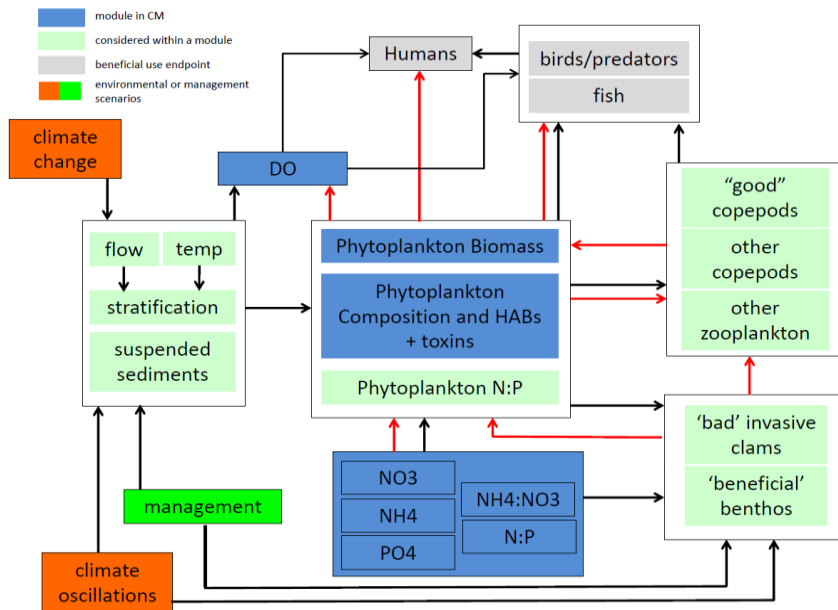 module in CM
considered within a module
beneficial use endpoint
environmental or management
scenarios
Humans
birds/predators
fish
climate
change
DO
"good"
copepods
other
copepods
other
zooplankton
flow
temp
stratification
suspended
sediments
Phytoplankton Biomass
Phytoplankton
Composition and HABs
+ toxins
Phytoplankton N:P
'bad' invasive
clams
'beneficial'
benthos
NO3
NH4
PO4
NH4:NO3
N:P
management
climate
oscillations